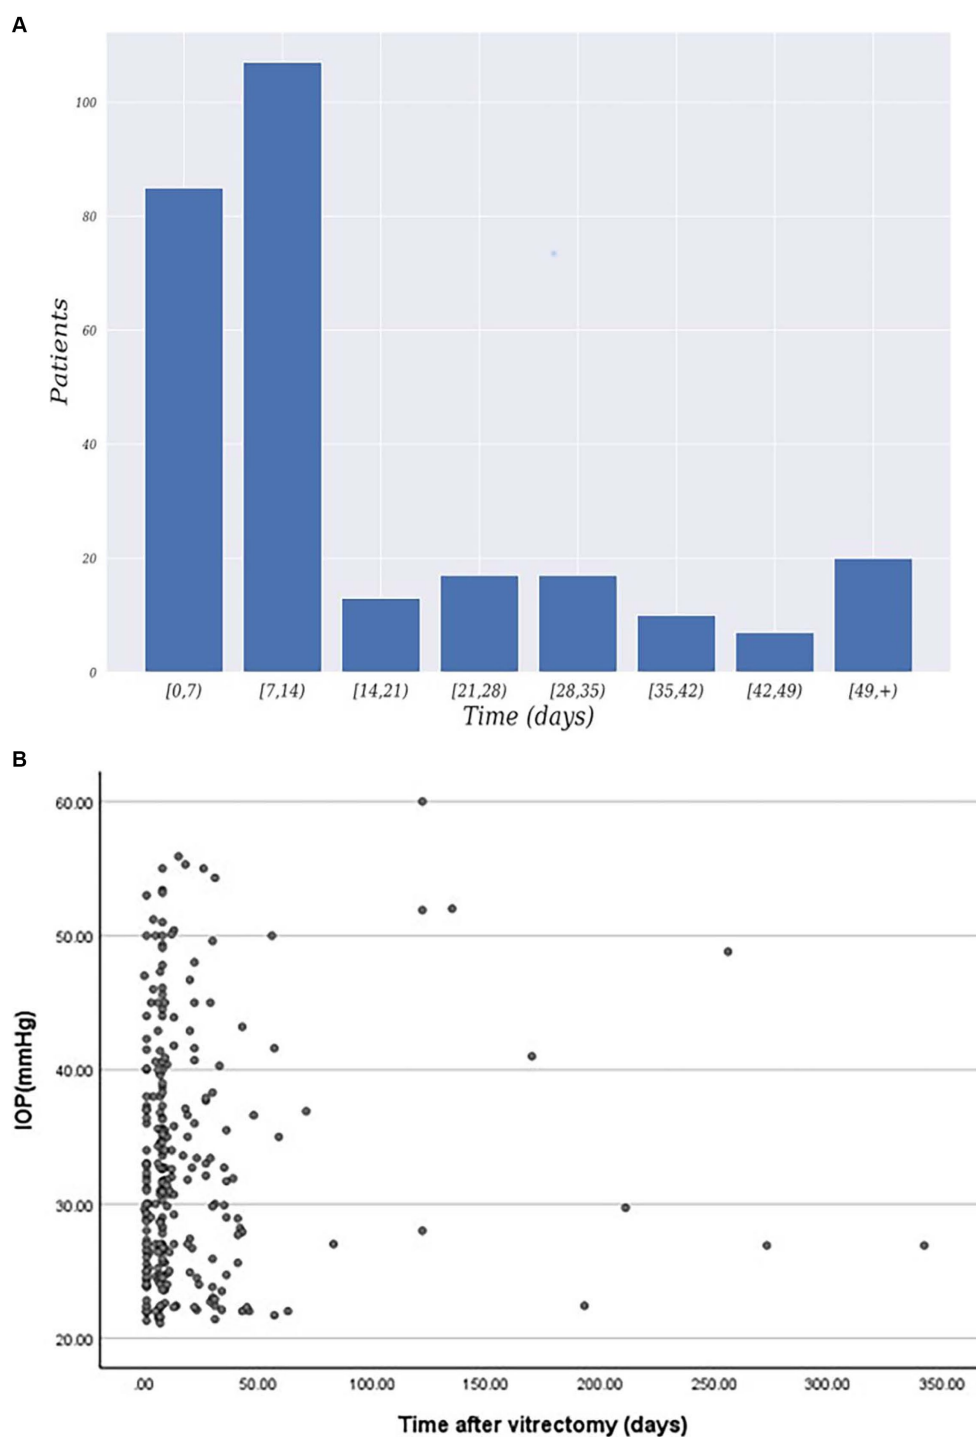 A
100
80
60
40
20
0
Patients
[0,7) [7,14) [14,21) [21,28) [28,35) [35,42) [42,49) [49,+)
Time (days)
B
60.00
50.00
40.00
30.00
20.00
IOP(mmHg)
.00 50.00 100.00 150.00 200.00 250.00 300.00 350.00
Time after vitrectomy (days)